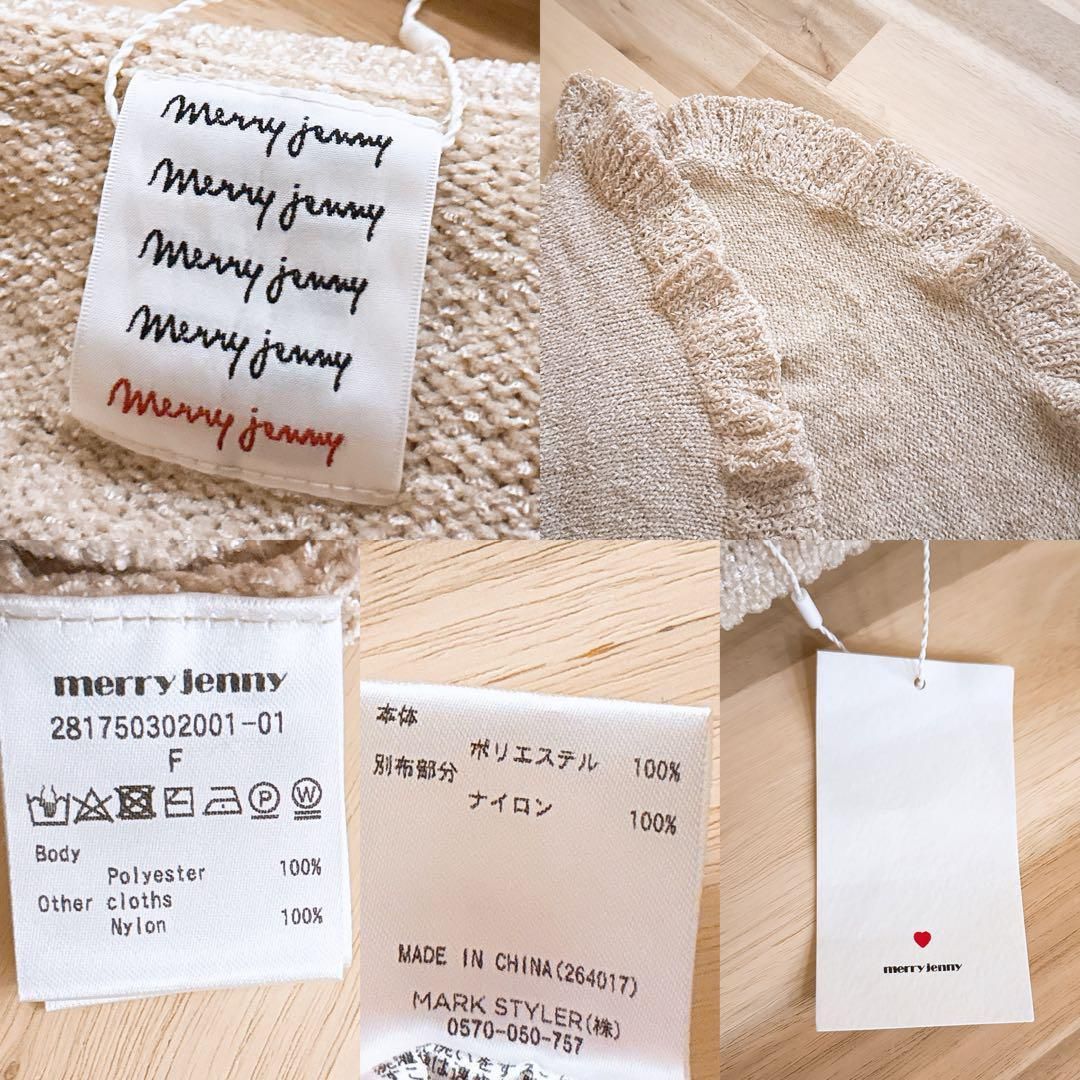 merry jenny
merry jenny
merry jenny
merry jenny
merry jenny
merry jenny
281750302001-01
F
P
W
Body
Polyester 100%
Other cloths
Nylon 100%
本体
ポリエステル 100%
別布部分
ナイロン 100%
MADE IN CHINA(264017)
MARK STYLER(株)
0570-050-757
merry jenny